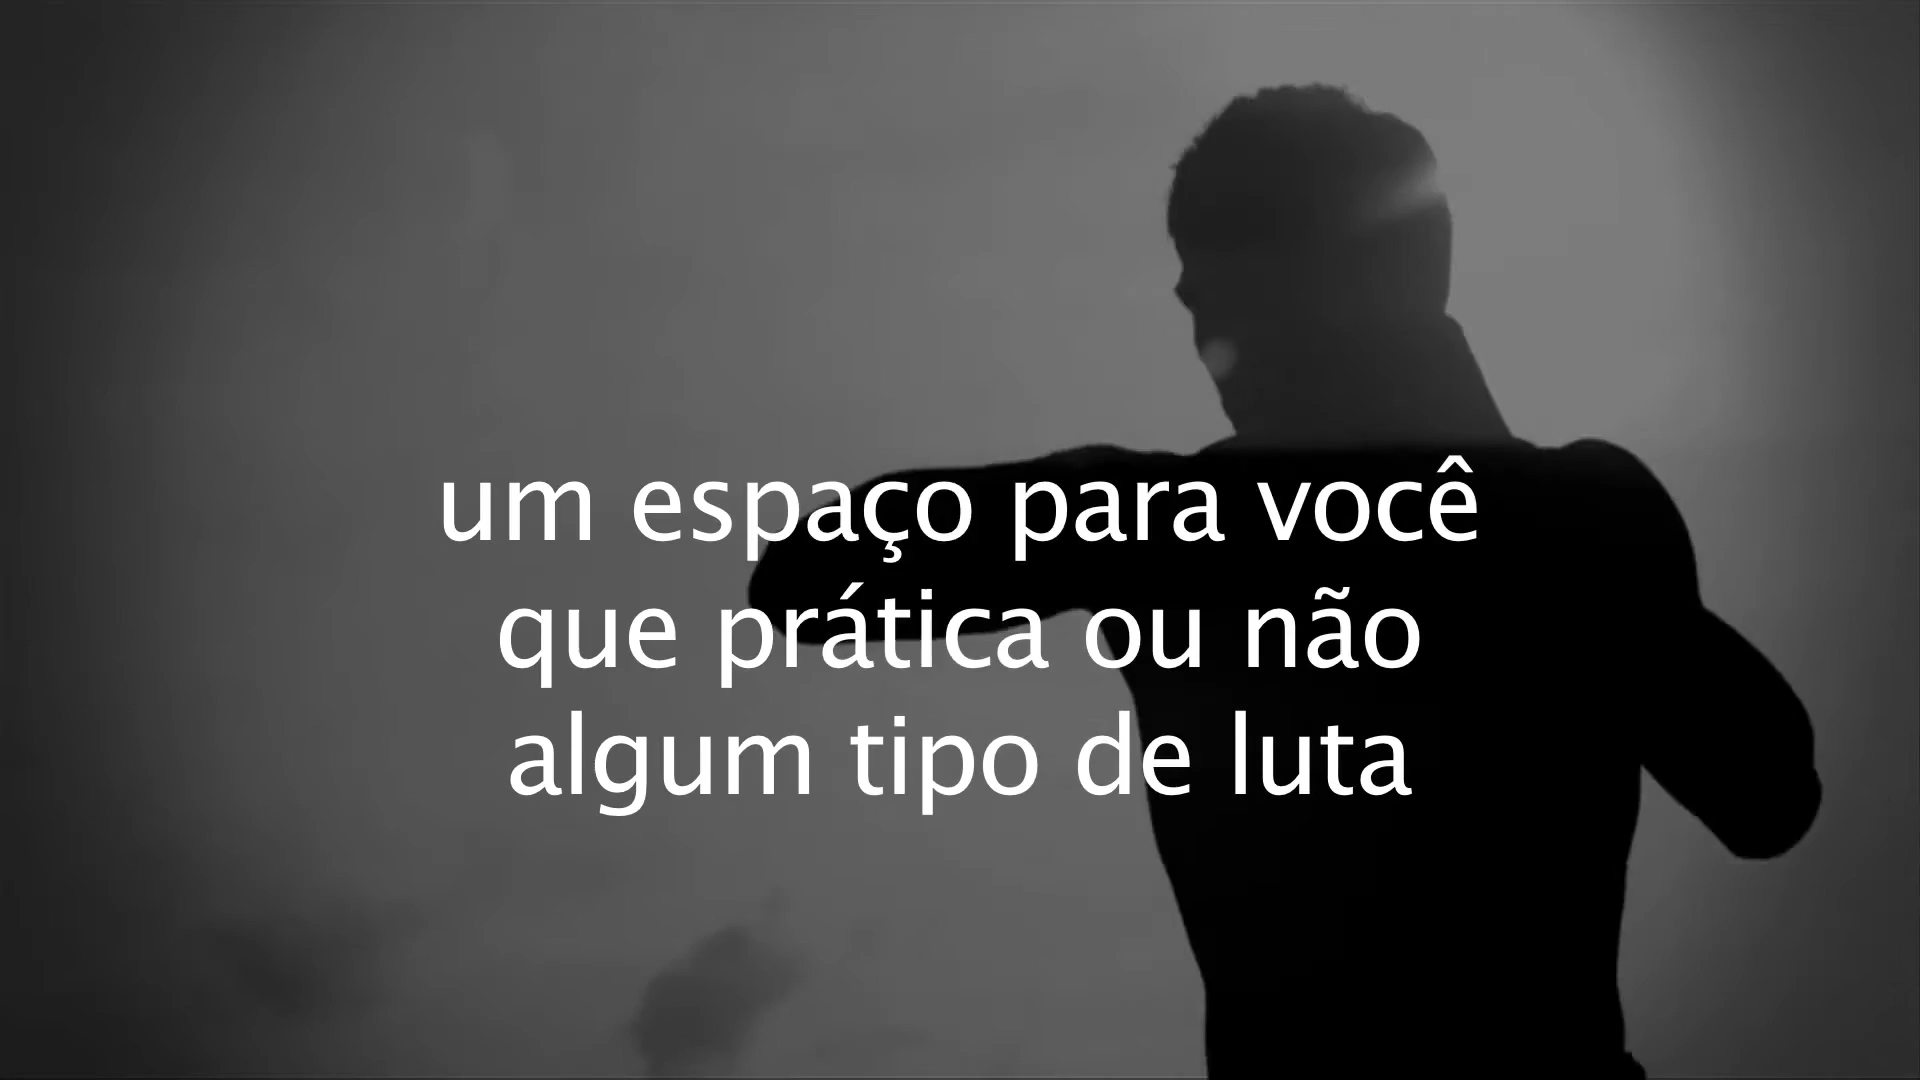 um espaço para você
que prática ou não
algum tipo de luta